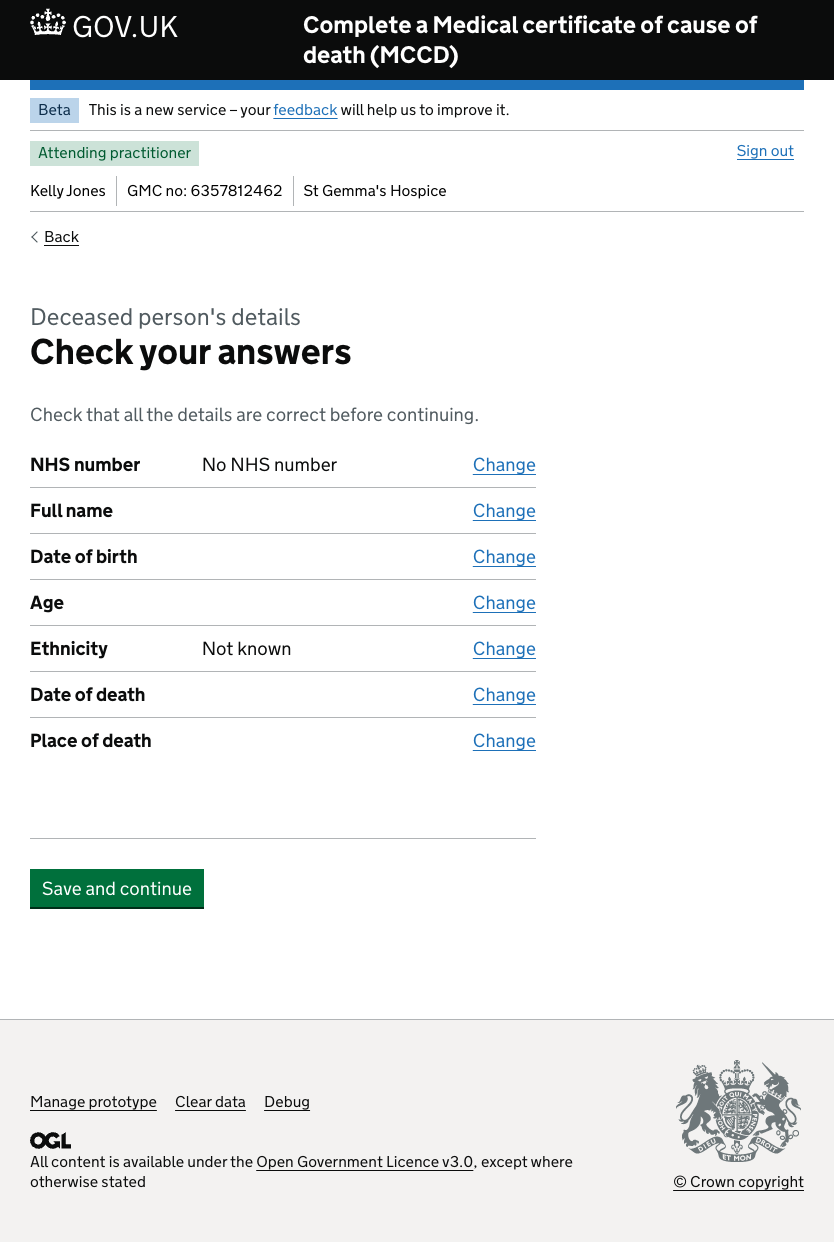 GOV.UK
Complete a Medical certificate of cause of
death (MCCD)
Beta This is a new service – your feedback will help us to improve it.
Attending practitioner
Sign out
Kelly Jones GMC no: 6357812462 St Gemma's Hospice
Back
Deceased person's details
Check your answers
Check that all the details are correct before continuing.
NHS number No NHS number Change
Full name Change
Date of birth Change
Age Change
Ethnicity Not known Change
Date of death Change
Place of death Change
Save and continue
Manage prototype Clear data Debug
OGL
All content is available under the Open Government Licence v3.0, except where
otherwise stated
DIEU ET MON DROIT
© Crown copyright